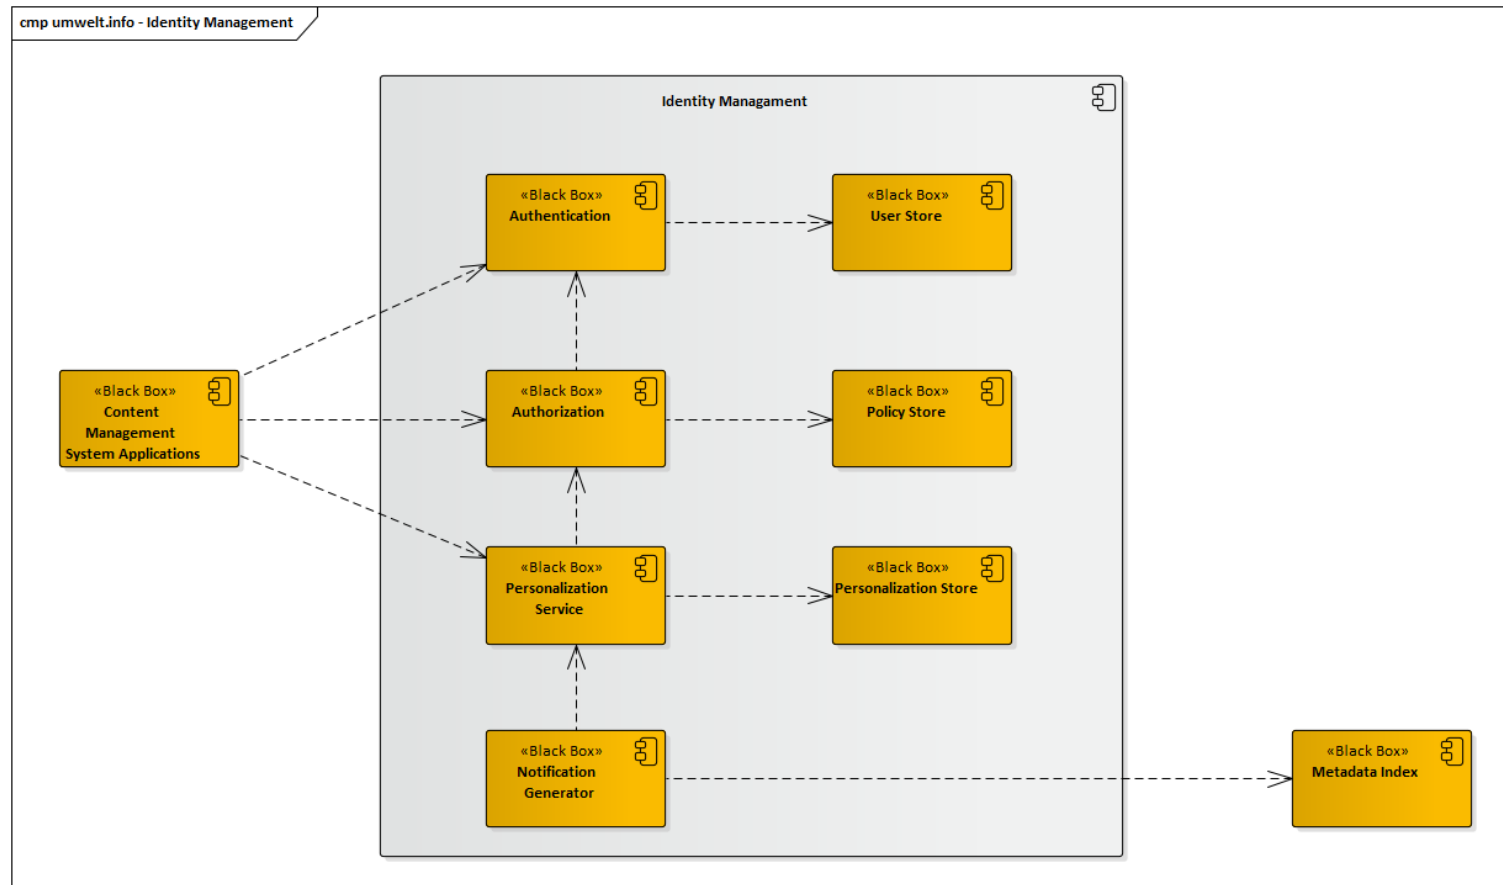 cmp umwelt.info - Identity Management
Identity Managament
«Black Box»
Authentication
«Black Box»
User Store
«Black Box»
Content
Management
System Applications
«Black Box»
Authorization
«Black Box»
Policy Store
«Black Box»
Personalization
Service
«Black Box»
Personalization Store
«Black Box»
Notification
Generator
«Black Box»
Metadata Index